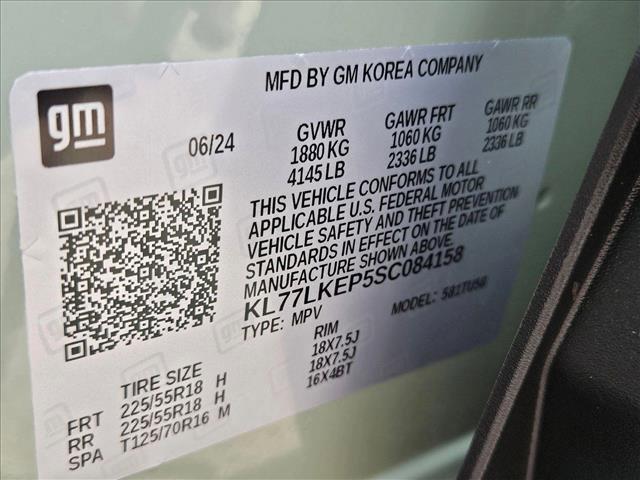 MFD BY GM KOREA COMPANY
gm
06/24
GVWR
1880 KG
4145 LB
GAWR FRT
1060 KG
2336 LB
GAWR RR
1060 KG
2336 LB
THIS VEHICLE CONFORMS TO ALL
APPLICABLE U.S. FEDERAL MOTOR
VEHICLE SAFETY AND THEFT PREVENTION
STANDARDS IN EFFECT ON THE DATE OF
MANUFACTURE SHOWN ABOVE.
KL77LKEP5SC084158
TYPE: MPV
MODEL: 581TU58
TIRE SIZE
RIM
FRT 225/55R18 H 18X7.5J
RR 225/55R18 H 18X7.5J
SPA T125/70R16 M 16X4BT